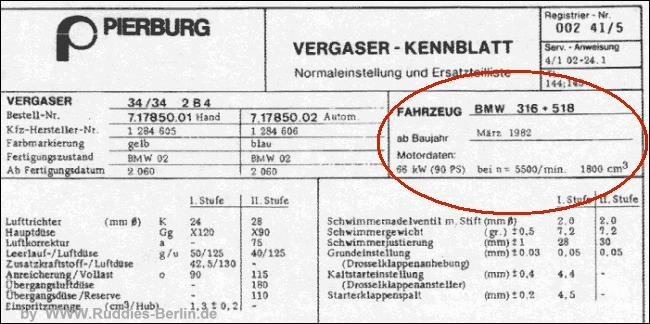 PIERBURG
VERGASER - KENNBLATT
Normaleinstellung und Ersatzteilliste
Registrier - Nr.
002 41/5
Serv. - Anweisung
4/1 02-24.1
144;145
VERGASER 34/34 2B4
Bestell-Nr. 7.17850.01 Hand 7.17850.02 Autom.
Kfz-Hersteller-Nr. 1 284 605 1 284 606
Farbmarkierung gelb blau
Fertigungszustand BMW 02 BMW 02
Ab Fertigungsdatum 2 060 2 060
FAHRZEUG BMW 316 + 518
ab Baujahr März 1982
Motordaten:
66 kW (90 PS) bei n = 5500/min. 1800 cm³
I. Stufe II. Stufe
Luftrichter (mm Ø) K 24 28
Hauptdüse Gg X120 X90
Luftkorrektur a - 75
Leerlauf-/Luftdüse g/u 50/125 40/125
Zusatzkraftstoff-/Luftdüse 42,5/130
Anreicherung/Vollast o 90 115
Übergangsluftdüse - 180
Übergangsdüse/Reserve - 110
Einspritzmenge (cm³/Hub) 1,3 ± 0,2 -
I. Stufe II. Stufe
Schwimmernadelventil m. Stift (mm Ø) 2.0 2.0
Schwimmergewicht (gr.) ± 0,5 7,2 7,2
Schwimmerjustierung (mm) ± 1 28 30
Grundeinstellung (mm) ± 0.03 0,05 0,05
(Drosselklappenanhebung)
Kaltstarteinstellung (mm) ± 0,4 4,4 -
(Drosselklappenansteller)
Starterklappenspalt (mm) ± 0,2 4,5 -
by www.Ruddies-Berlin.de